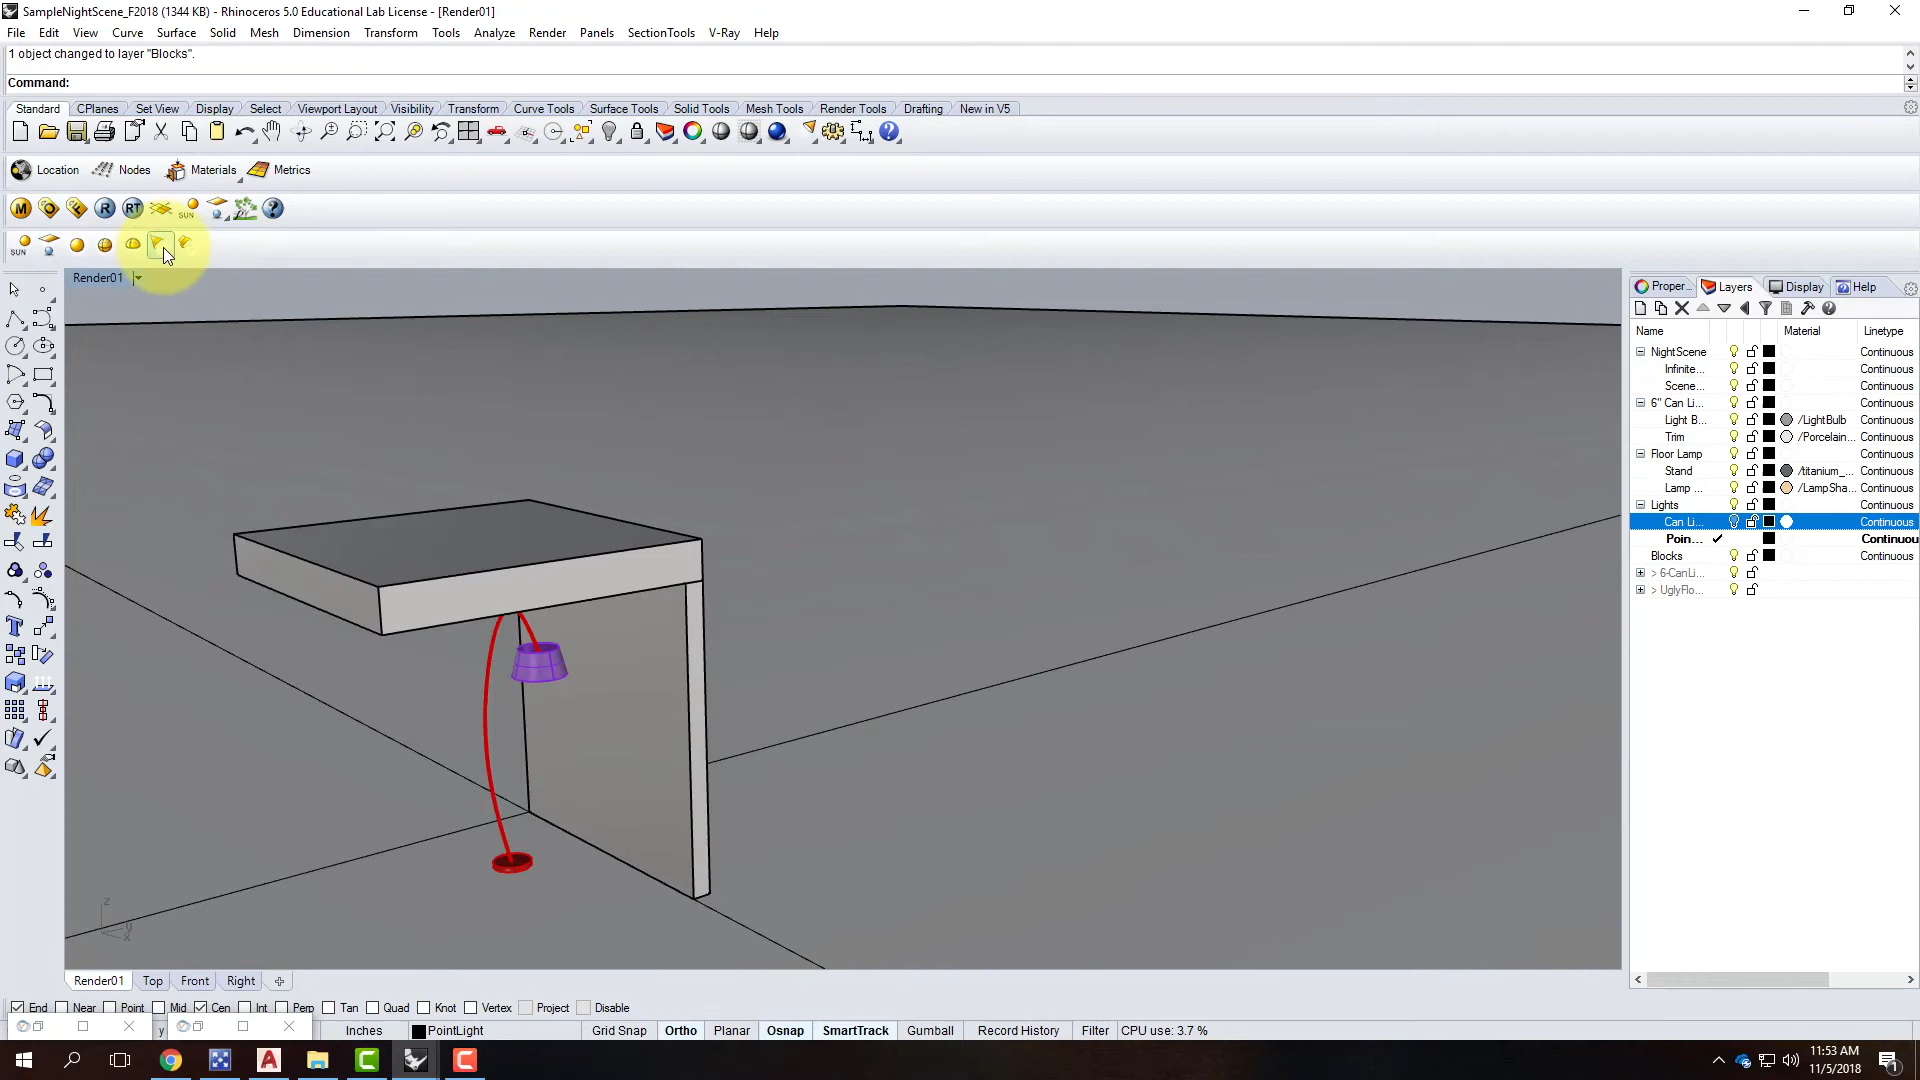 SampleNightScene_F2018 (1344 KB) - Rhinoceros 5.0 Educational Lab License - [Render01]
File Edit View Curve Surface Solid Mesh Dimension Transform Tools Analyze Render Panels SectionTools V-Ray Help
1 object changed to layer "Blocks".
Command:
Standard CPlanes Set View Display Select Viewport Layout Visibility Transform Curve Tools Surface Tools Solid Tools Mesh Tools Render Tools Drafting New in V5
Location Nodes Materials Metrics
M O F R RT SUN
SUN
Render01
Proper... Layers Display Help
Name Material Linetype
NightScene Continuous
Infinite... Continuous
Scene... Continuous
6" Can Li... Continuous
Light B... /LightBulb Continuous
Trim /Porcelain... Continuous
Floor Lamp Continuous
Stand /titanium_... Continuous
Lamp ... /LampSha... Continuous
Lights Continuous
Can Li... Continuous
Poin... Continuou
Blocks Continuous
> 6-CanLi...
> UglyFlo...
z
y
x
Render01 Top Front Right
End Near Point Mid Cen Int Perp Tan Quad Knot Vertex Project Disable
y Inches PointLight Grid Snap Ortho Planar Osnap SmartTrack Gumball Record History Filter CPU use: 3.7 %
11:53 AM
11/5/2018
1